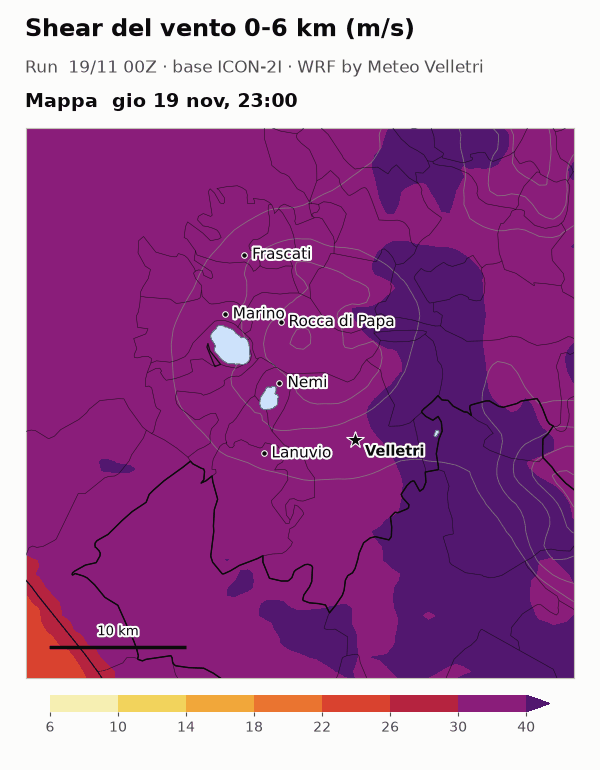 Shear del vento 0-6 km (m/s)
Run  19/11 00Z · base ICON-2I · WRF by Meteo Velletri
Mappa  gio 19 nov, 23:00
Frascati
Marino
Rocca di Papa
Nemi
Velletri
Lanuvio
10 km
6 10 14 18 22 26 30 40